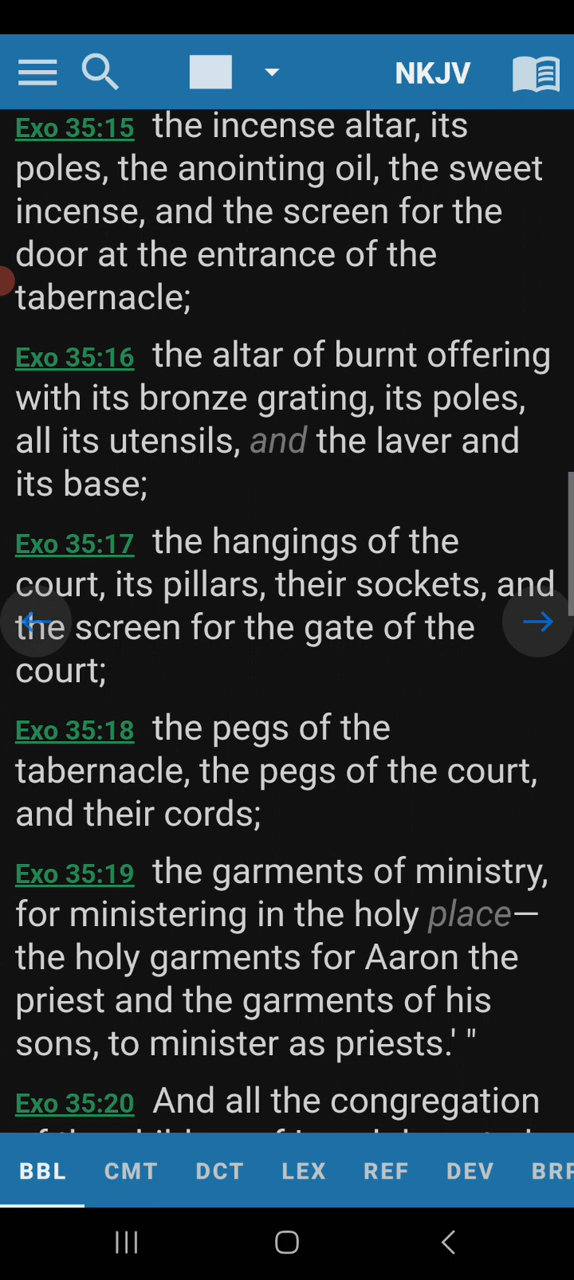 NKJV
Exo 35:15 the incense altar, its
poles, the anointing oil, the sweet
incense, and the screen for the
door at the entrance of the
tabernacle;
Exo 35:16 the altar of burnt offering
with its bronze grating, its poles,
all its utensils, and the laver and
its base;
Exo 35:17 the hangings of the
court, its pillars, their sockets, and
the screen for the gate of the
court;
Exo 35:18 the pegs of the
tabernacle, the pegs of the court,
and their cords;
Exo 35:19 the garments of ministry,
for ministering in the holy place—
the holy garments for Aaron the
priest and the garments of his
sons, to minister as priests.' "
Exo 35:20 And all the congregation
BBL CMT DCT LEX REF DEV BRP